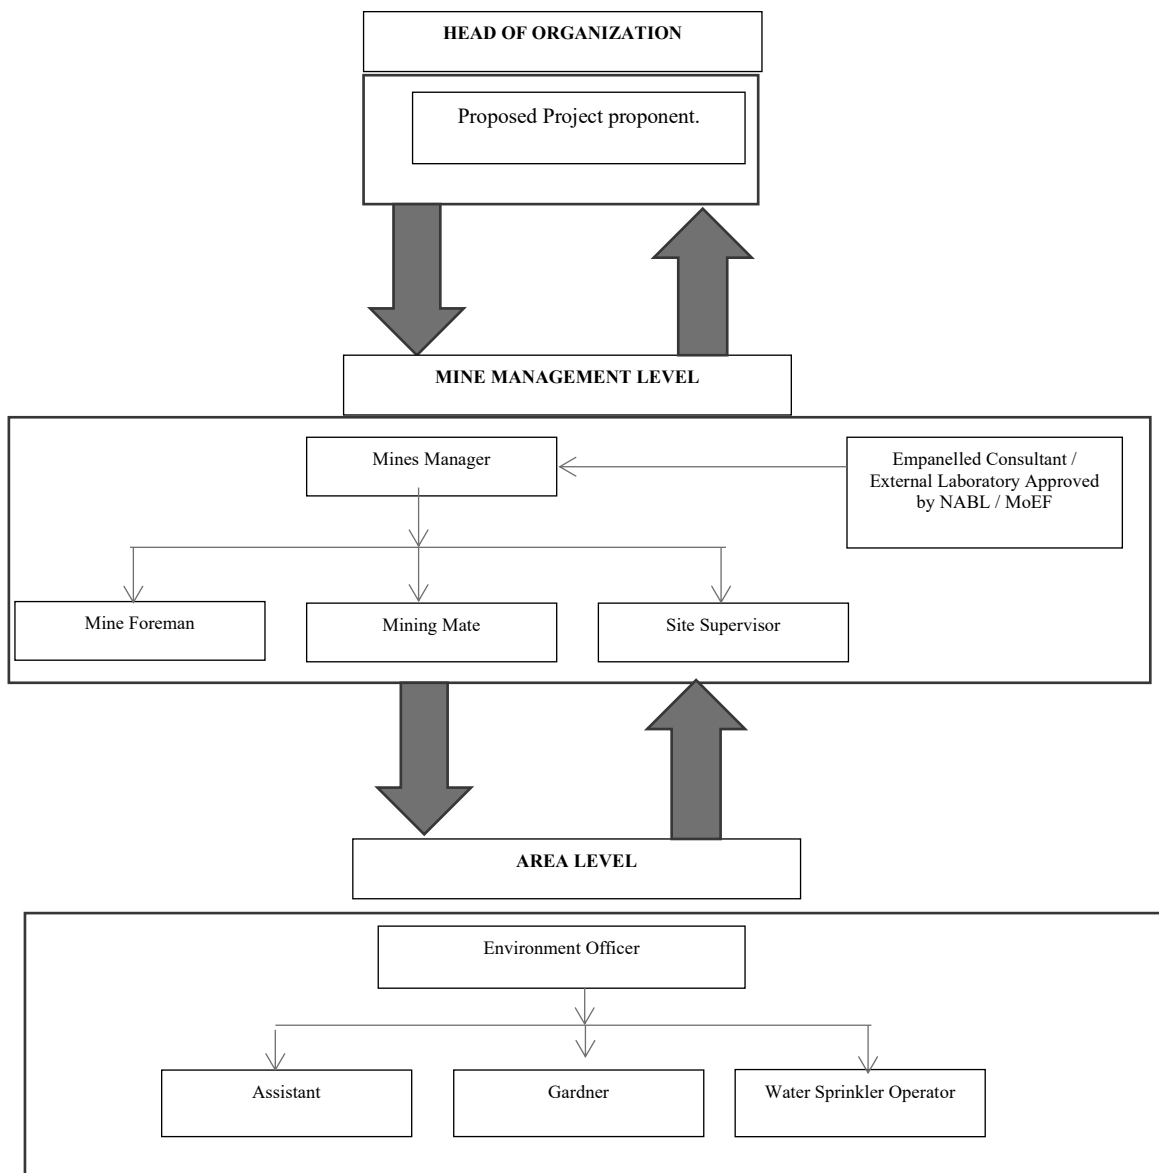 HEAD OF ORGANIZATION
Proposed Project proponent.
MINE MANAGEMENT LEVEL
Mines Manager
Empanelled Consultant /
External Laboratory Approved
by NABL / MoEF
Mine Foreman
Mining Mate
Site Supervisor
AREA LEVEL
Environment Officer
Assistant
Gardner
Water Sprinkler Operator